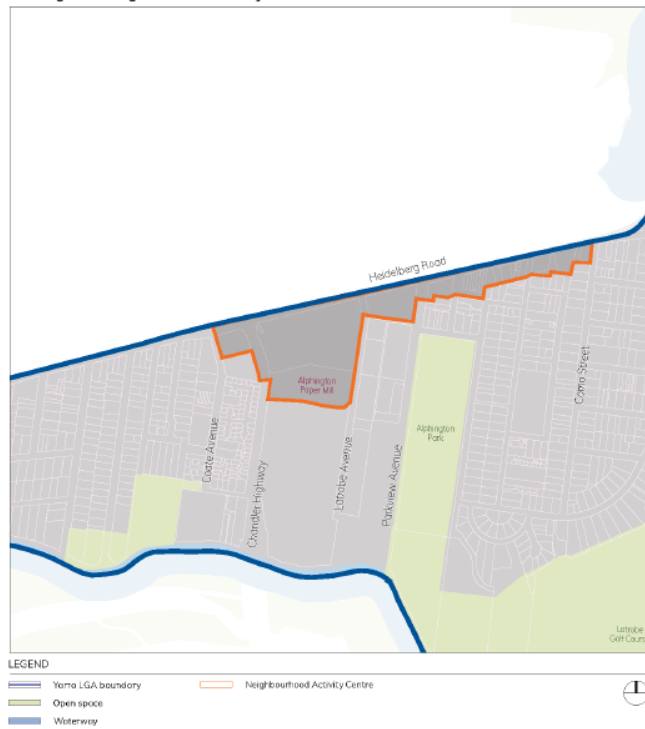 Heidelberg Road
Alphington
Paper Mill
Como Street
Alphington
Park
Coate Avenue
Latrobe Avenue
Parkview Avenue
Chandler Highway
Latrobe
Golf Cours
LEGEND
Yarra LGA boundary
Neighbourhood Activity Centre
Open space
Waterway